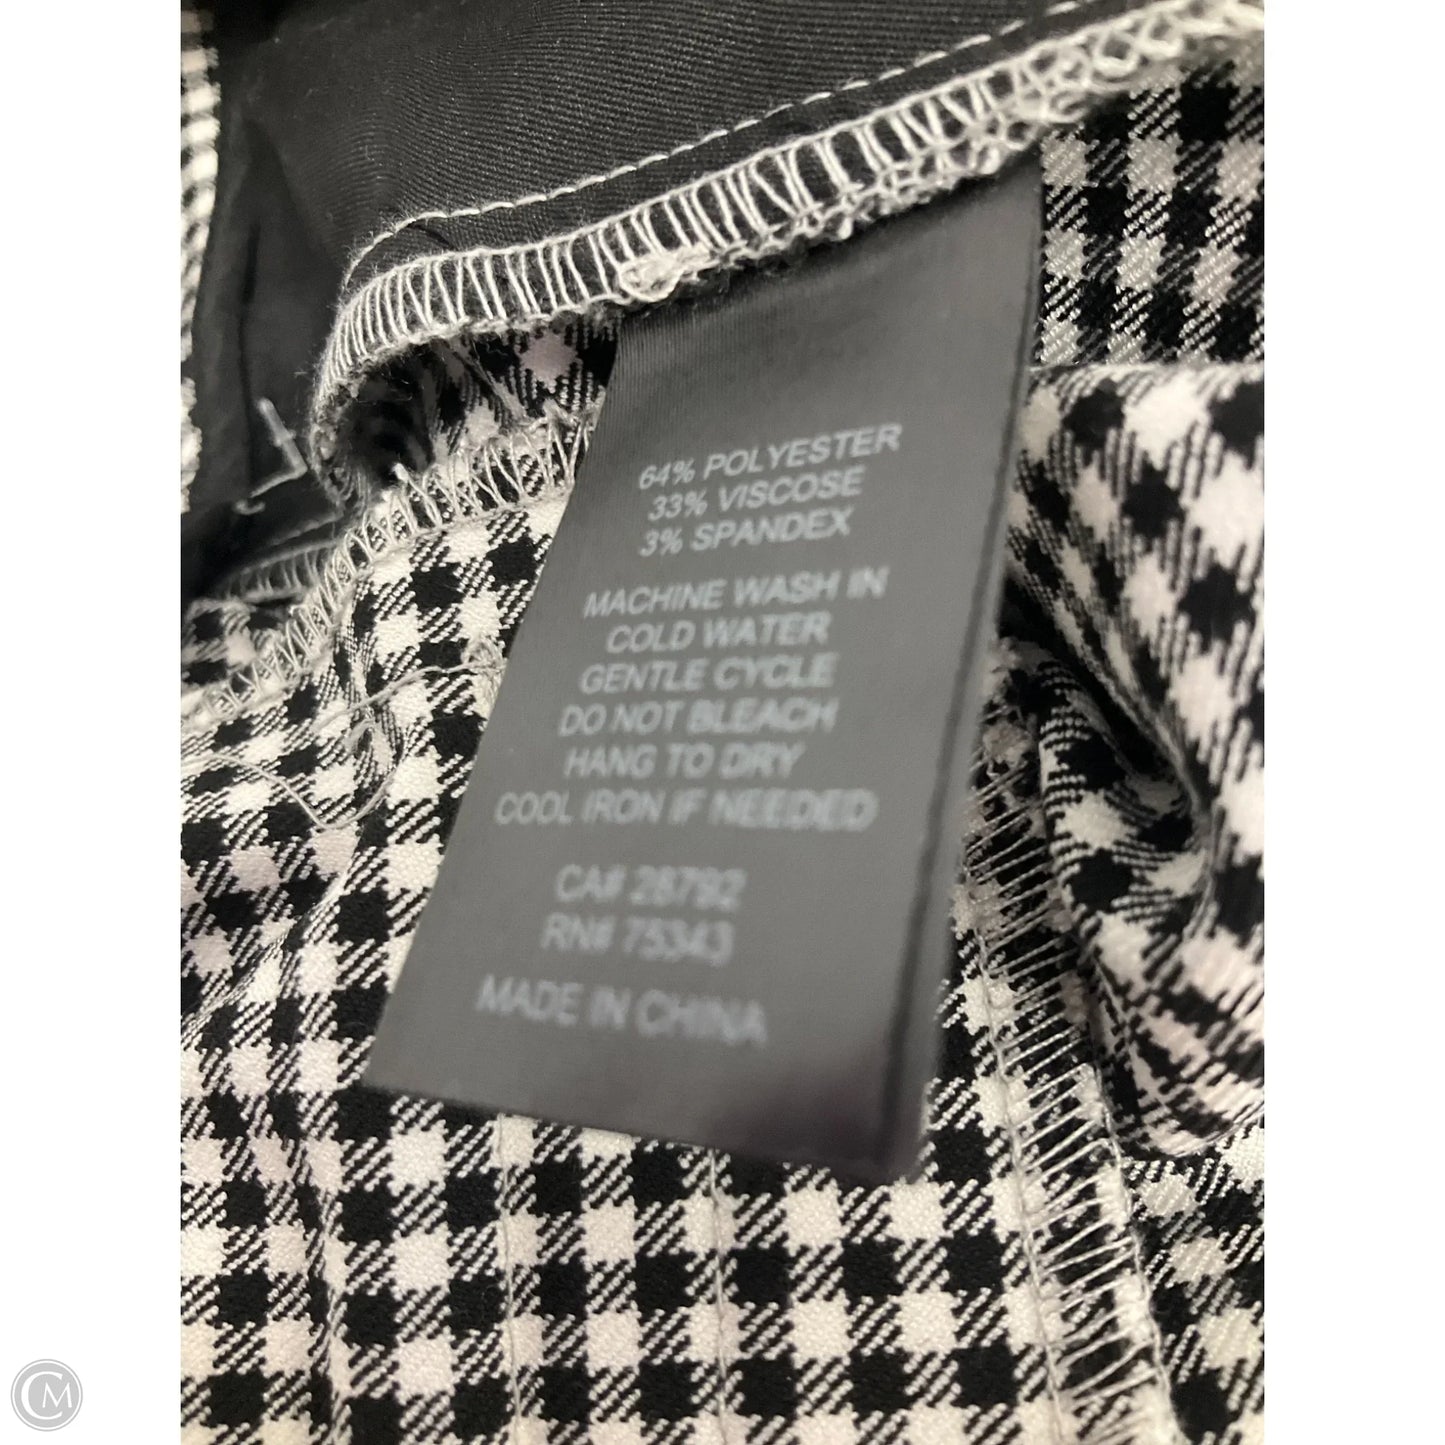 64% POLYESTER
33% VISCOSE
3% SPANDEX
MACHINE WASH IN
COLD WATER
GENTLE CYCLE
DO NOT BLEACH
HANG TO DRY
COOL IRON IF NEEDED
CA# 28792
RN# 75343
MADE IN CHINA
CM